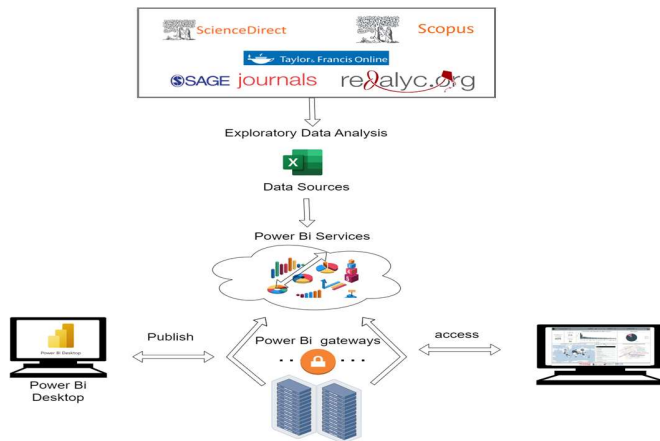 ScienceDirect
Scopus
Taylor & Francis Online
SAGE journals
redalyc.org
Exploratory Data Analysis
Data Sources
Power Bi Services
Publish
Power Bi gateways
access
Power Bi Desktop
Power Bi
Desktop